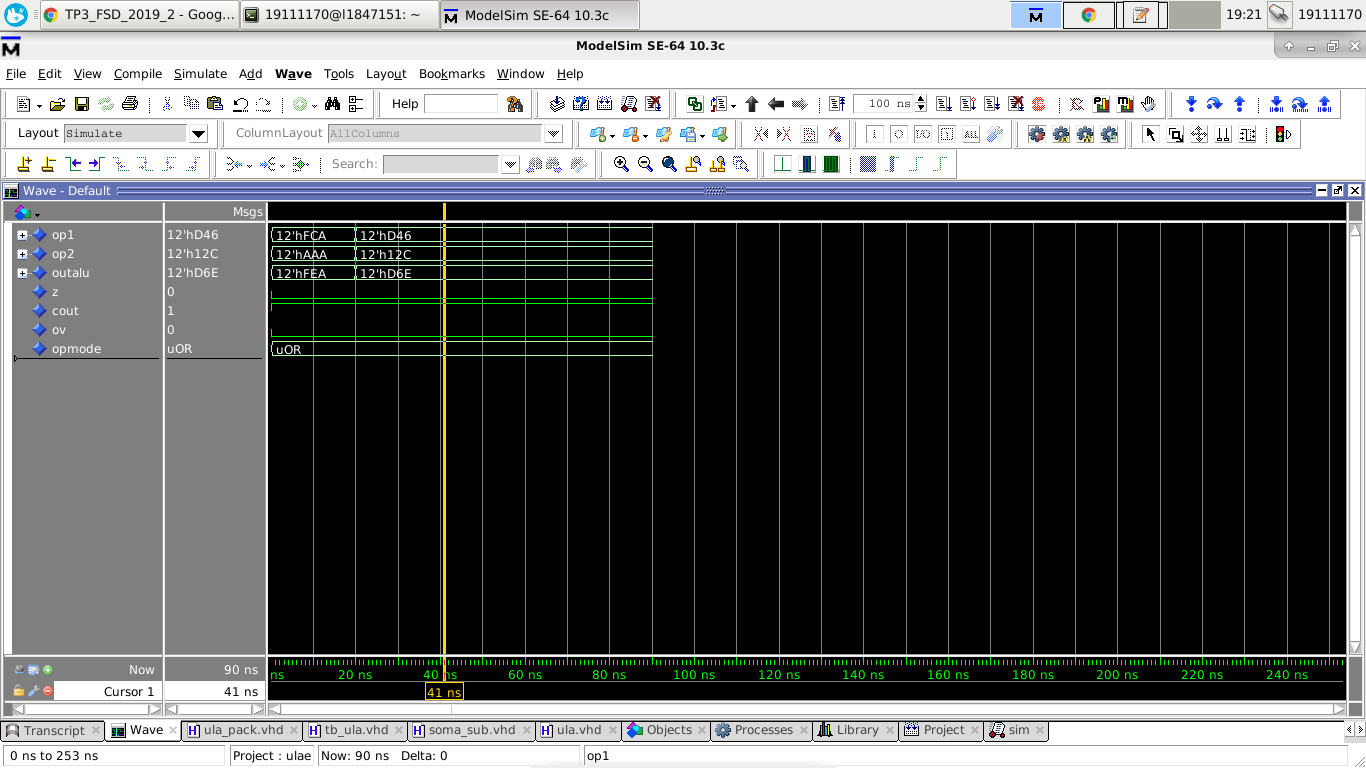 TP3_FSD_2019_2 - Goog...
19111170@l1847151: ~
ModelSim SE-64 10.3c
19:21
19111170
ModelSim SE-64 10.3c
File Edit View Compile Simulate Add Wave Tools Layout Bookmarks Window Help
Help
100 ns
Layout Simulate
ColumnLayout AllColumns
Search:
Wave - Default
Msgs
op1 12'hD46 12'hFCA 12'hD46
op2 12'h12C 12'hAAA 12'h12C
outalu 12'hD6E 12'hFEA 12'hD6E
z 0
cout 1
ov 0
opmode uOR uOR
Now 90 ns ns 20 ns 40 ns 60 ns 80 ns 100 ns 120 ns 140 ns 160 ns 180 ns 200 ns 220 ns 240 ns
Cursor 1 41 ns 41 ns
Transcript Wave ula_pack.vhd tb_ula.vhd soma_sub.vhd ula.vhd Objects Processes Library Project sim
0 ns to 253 ns Project : ulae Now: 90 ns Delta: 0 op1